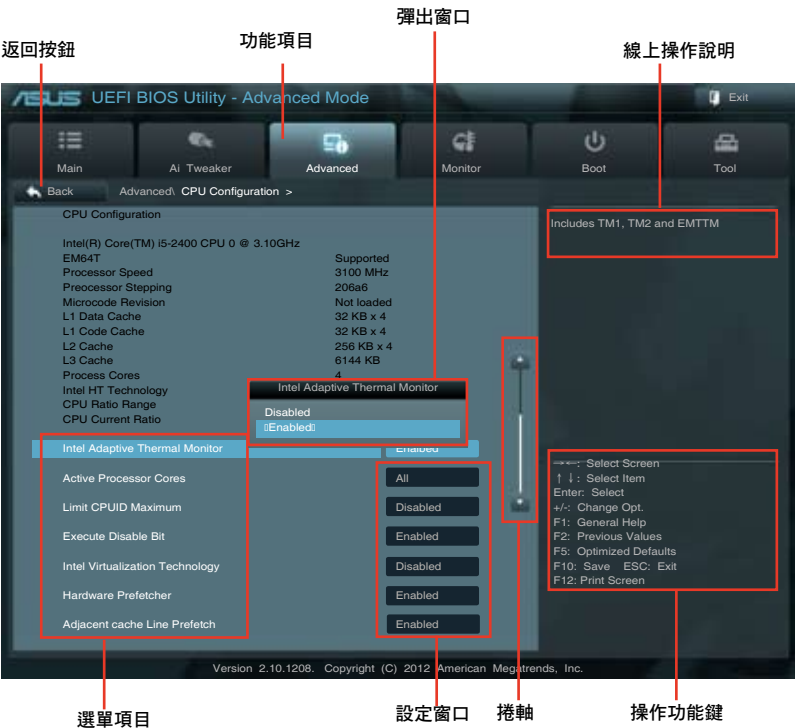 彈出窗口
返回按鈕
功能項目
線上操作說明
ASUS UEFI BIOS Utility - Advanced Mode
Exit
Main
Ai Tweaker
Advanced
Monitor
Boot
Tool
Back
Advanced\ CPU Configuration >
CPU Configuration
Includes TM1, TM2 and EMTTM
Intel(R) Core(TM) i5-2400 CPU 0 @ 3.10GHz
EM64T Supported
Processor Speed 3100 MHz
Preocessor Stepping 206a6
Microcode Revision Not loaded
L1 Data Cache 32 KB x 4
L1 Code Cache 32 KB x 4
L2 Cache 256 KB x 4
L3 Cache 6144 KB
Process Cores 4
Intel HT Technology
CPU Ratio Range
CPU Current Ratio
Intel Adaptive Thermal Monitor
Disabled
Enabled
Intel Adaptive Thermal Monitor Enalbed
Active Processor Cores All
Limit CPUID Maximum Disabled
Execute Disable Bit Enabled
Intel Virtualization Technology Disabled
Hardware Prefetcher Enabled
Adjacent cache Line Prefetch Enabled
→←: Select Screen
↑↓: Select Item
Enter: Select
+/-: Change Opt.
F1: General Help
F2: Previous Values
F5: Optimized Defaults
F10: Save ESC: Exit
F12: Print Screen
Version 2.10.1208. Copyright (C) 2012 American Megatrends, Inc.
選單項目
設定窗口
捲軸
操作功能鍵